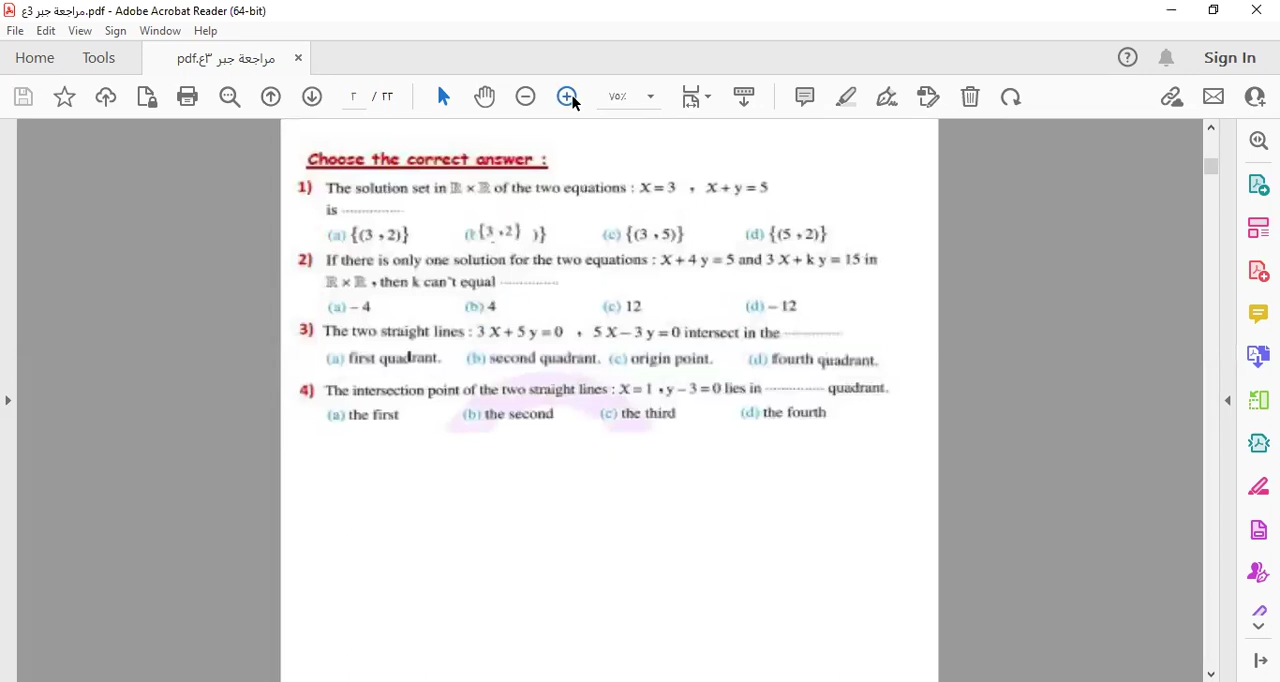 مراجعة جبر 3ع.pdf - Adobe Acrobat Reader (64-bit)
File Edit View Sign Window Help
Home Tools مراجعة جبر ٣ع.pdf × Sign In
٢ / ٢٣ ٧٥٪
Choose the correct answer :
1) The solution set in ℝ × ℝ of the two equations : X = 3 , X + y = 5
is ..............
(a) {(3 , 2)} {3 , 2} )} (c) {(3 , 5)} (d) {(5 , 2)}
2) If there is only one solution for the two equations : X + 4 y = 5 and 3 X + k y = 15 in
ℝ × ℝ , then k can't equal ..............
(a) – 4 (b) 4 (c) 12 (d) – 12
3) The two straight lines : 3 X + 5 y = 0 , 5 X – 3 y = 0 intersect in the ..............
(a) first quadrant. (b) second quadrant. (c) origin point. (d) fourth quadrant.
4) The intersection point of the two straight lines : X = 1 , y – 3 = 0 lies in .............. quadrant.
(a) the first (b) the second (c) the third (d) the fourth